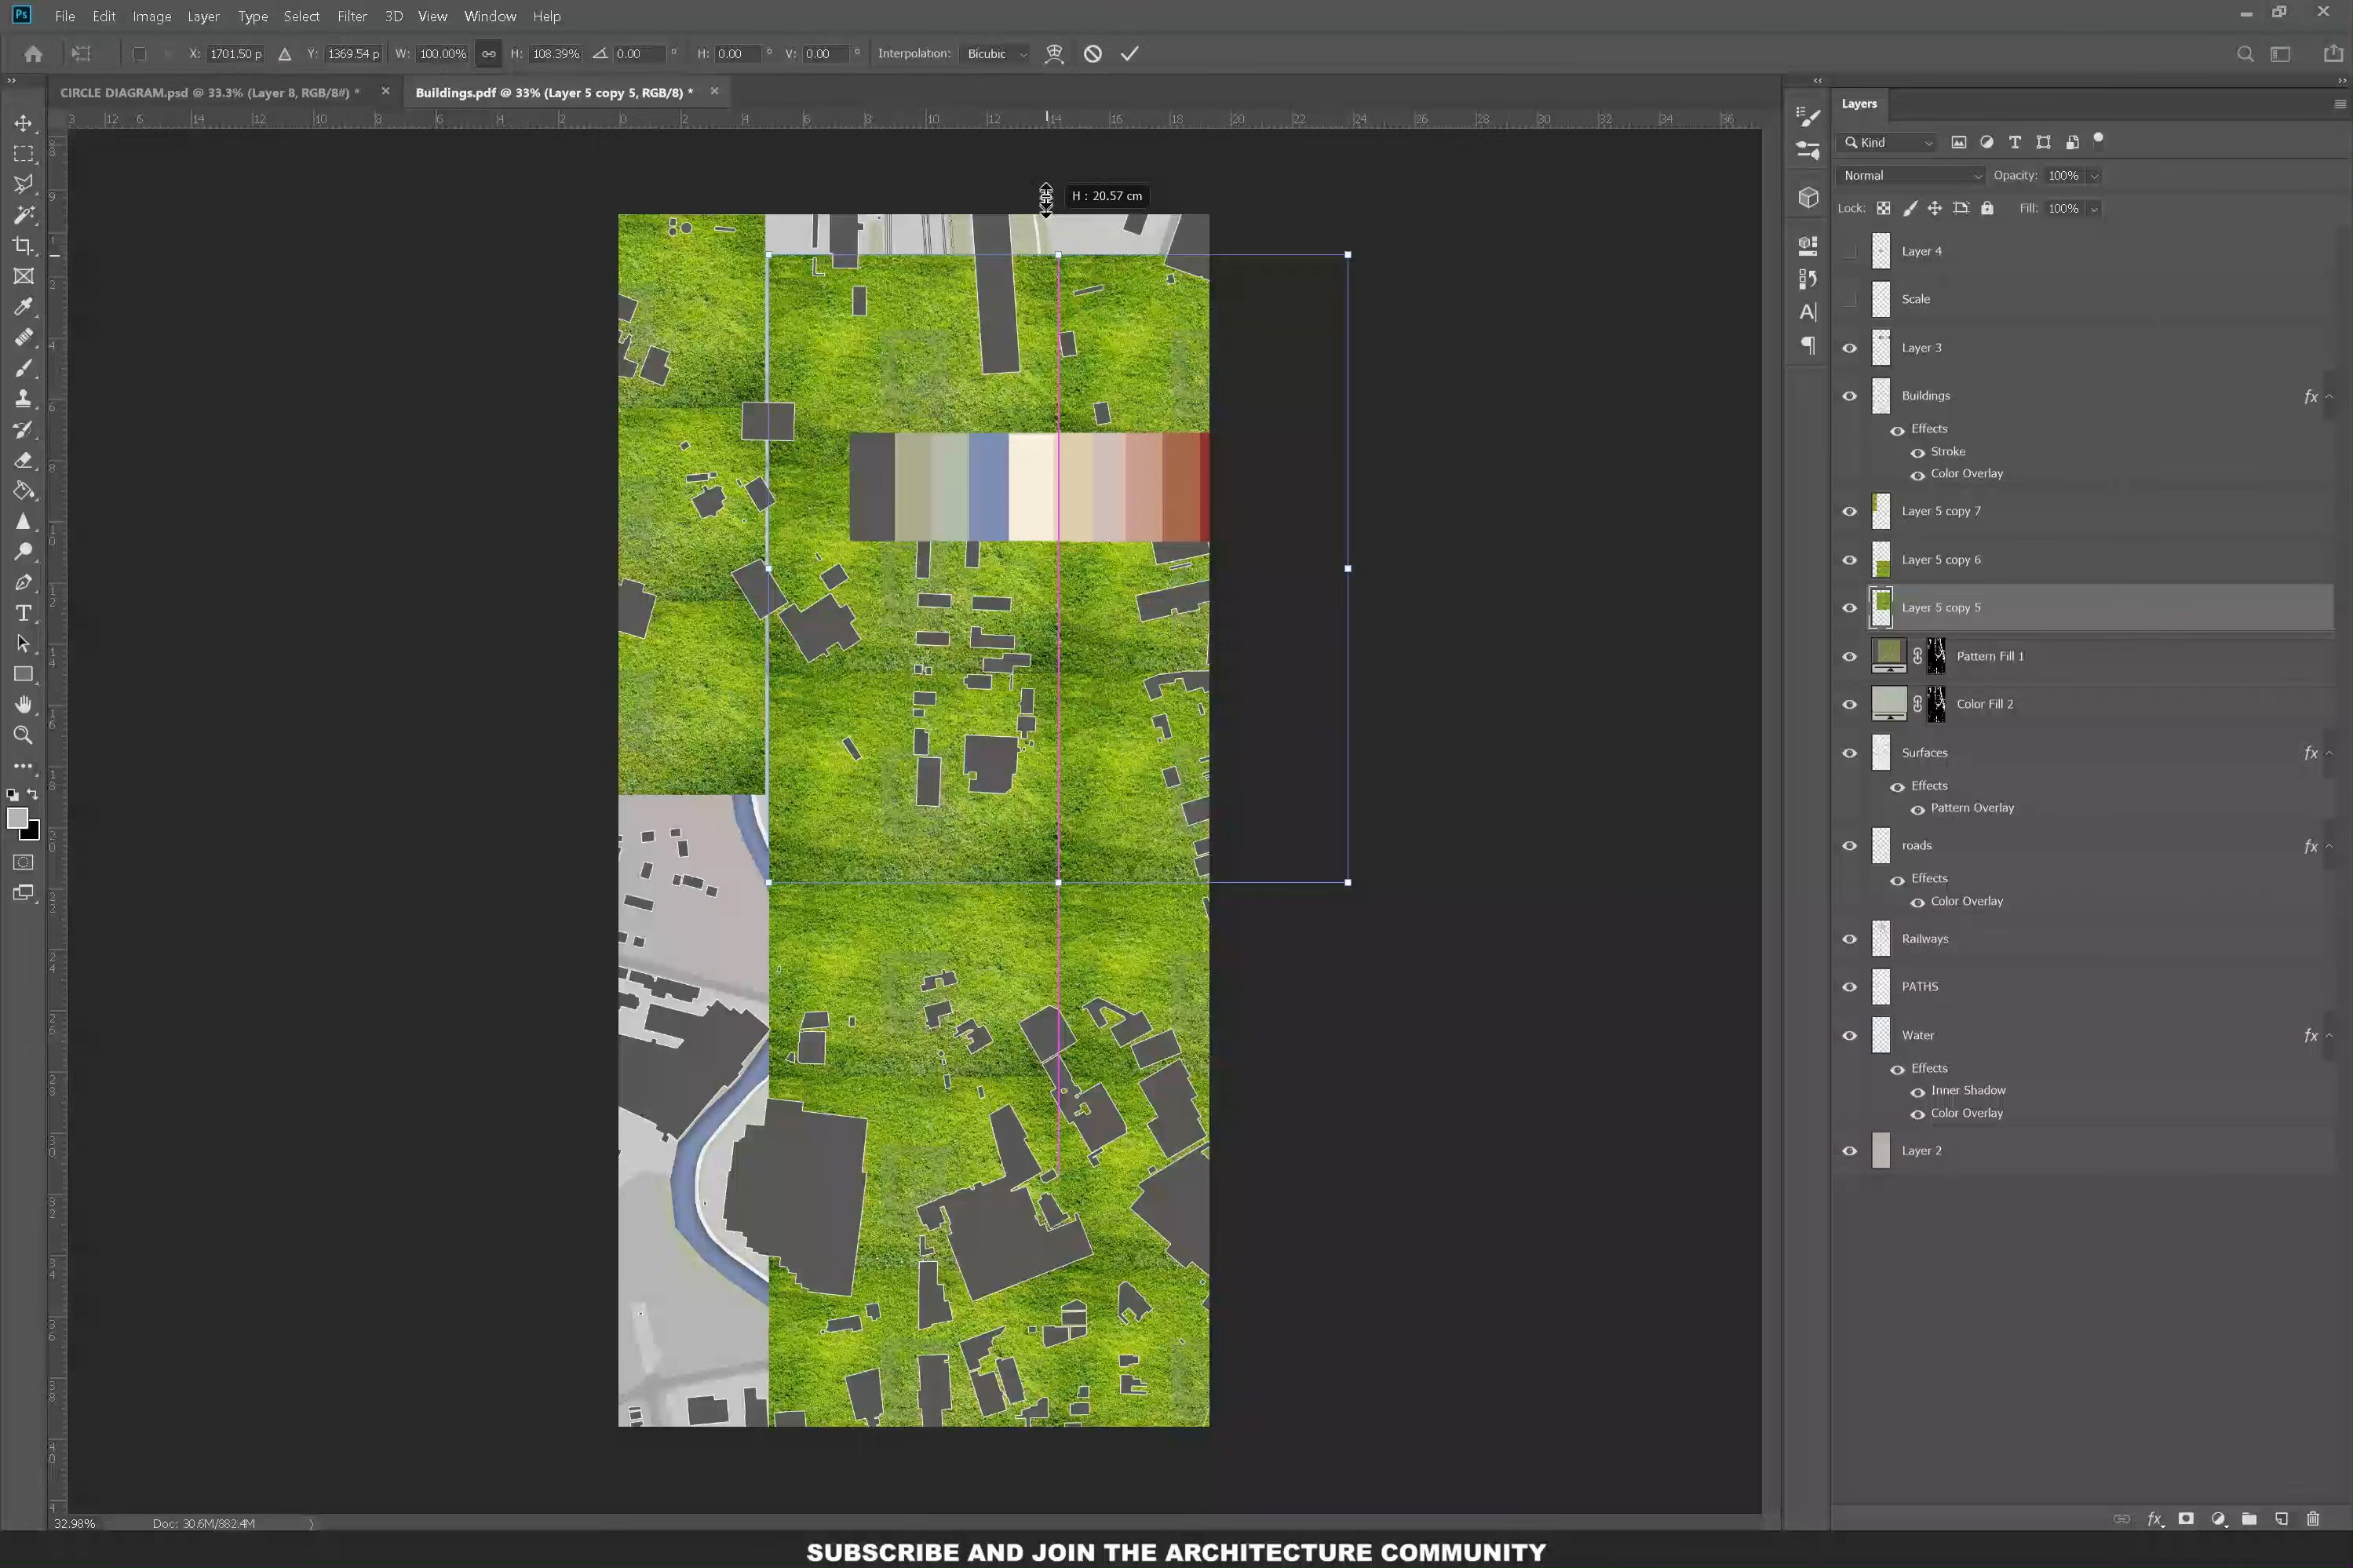 Ps File Edit Image Layer Type Select Filter 3D View Window Help
X: 1701.50 p Y: 1369.54 p W: 100.00% H: 108.39% 0.00 ° H: 0.00 ° V: 0.00 ° Interpolation: Bicubic
CIRCLE DIAGRAM.psd @ 33.3% (Layer 8, RGB/8#) * × Buildings.pdf @ 33% (Layer 5 copy 5, RGB/8) * ×
Layers
Kind
Normal Opacity: 100%
Lock: Fill: 100%
H : 20.57 cm
Layer 4
Scale
Layer 3
Buildings fx
Effects
Stroke
Color Overlay
Layer 5 copy 7
Layer 5 copy 6
Layer 5 copy 5
Pattern Fill 1
Color Fill 2
Surfaces fx
Effects
Pattern Overlay
roads fx
Effects
Color Overlay
Railways
PATHS
Water fx
Effects
Inner Shadow
Color Overlay
Layer 2
32.98% Doc: 30.6M/882.4M
SUBSCRIBE AND JOIN THE ARCHITECTURE COMMUNITY